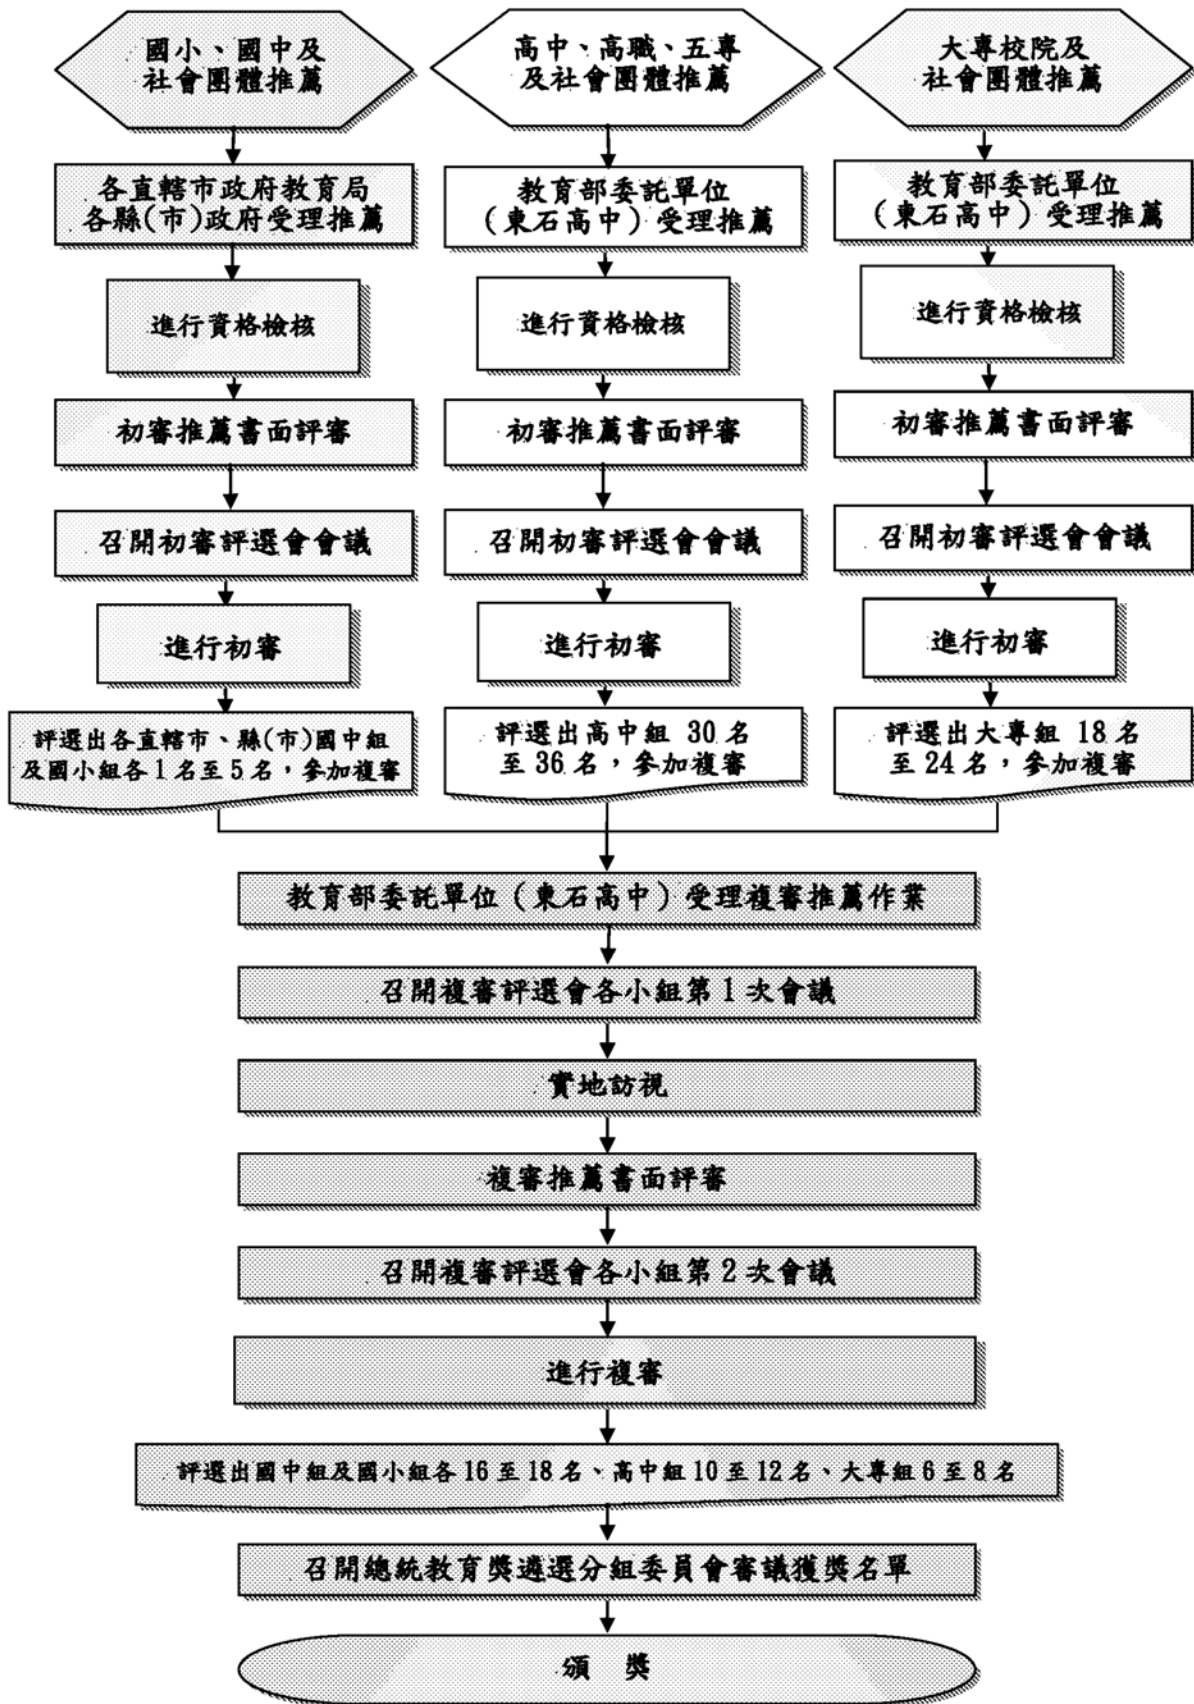 國小、國中及
社會團體推薦
高中、高職、五專
及社會團體推薦
大專校院及
社會團體推薦
各直轄市政府教育局
各縣(市)政府受理推薦
教育部委託單位
(東石高中)受理推薦
教育部委託單位
(東石高中)受理推薦
進行資格檢核
進行資格檢核
進行資格檢核
初審推薦書面評審
初審推薦書面評審
初審推薦書面評審
召開初審評選會會議
召開初審評選會會議
召開初審評選會會議
進行初審
進行初審
進行初審
評選出各直轄市、縣(市)國中組
及國小組各1名至5名，參加複審
評選出高中組 30 名
至 36 名，參加複審
評選出大專組 18 名
至 24 名，參加複審
教育部委託單位(東石高中)受理複審推薦作業
召開複審評選會各小組第 1 次會議
實地訪視
複審推薦書面評審
召開複審評選會各小組第 2 次會議
進行複審
評選出國中組及國小組各 16 至 18 名、高中組 10 至 12 名、大專組 6 至 8 名
召開總統教育獎遴選分組委員會審議獲獎名單
頒 獎